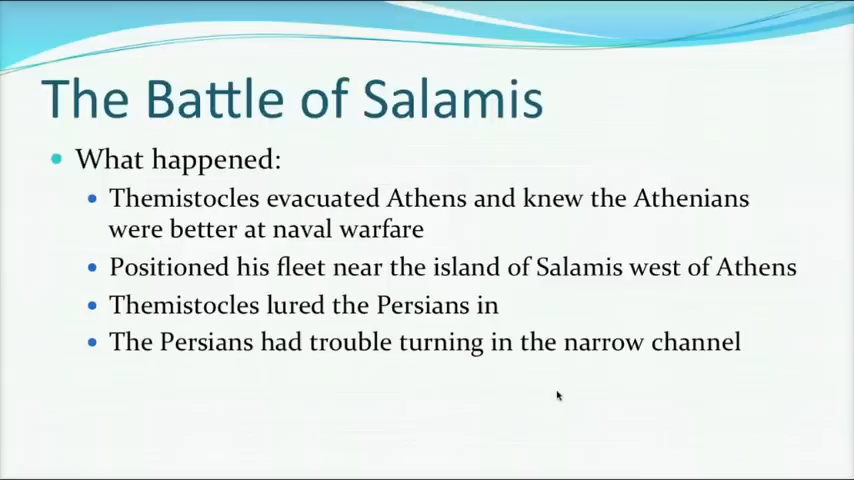 The Battle of Salamis
• What happened:
• Themistocles evacuated Athens and knew the Athenians
were better at naval warfare
• Positioned his fleet near the island of Salamis west of Athens
• Themistocles lured the Persians in
• The Persians had trouble turning in the narrow channel